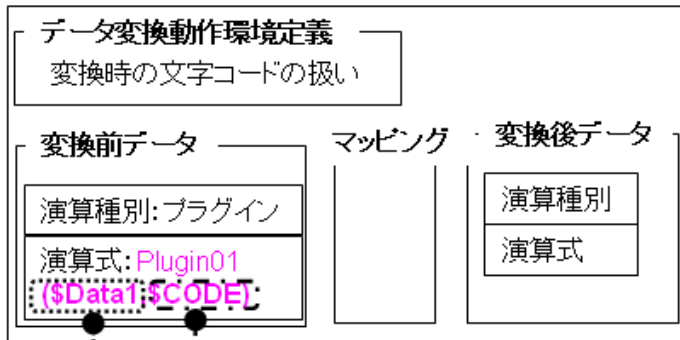 データ変換動作環境定義
変換時の文字コードの扱い
変換前データ
マッピング
変換後データ
演算種別:プラグイン
演算式:Plugin01
($Data1,$CODE)
演算種別
演算式